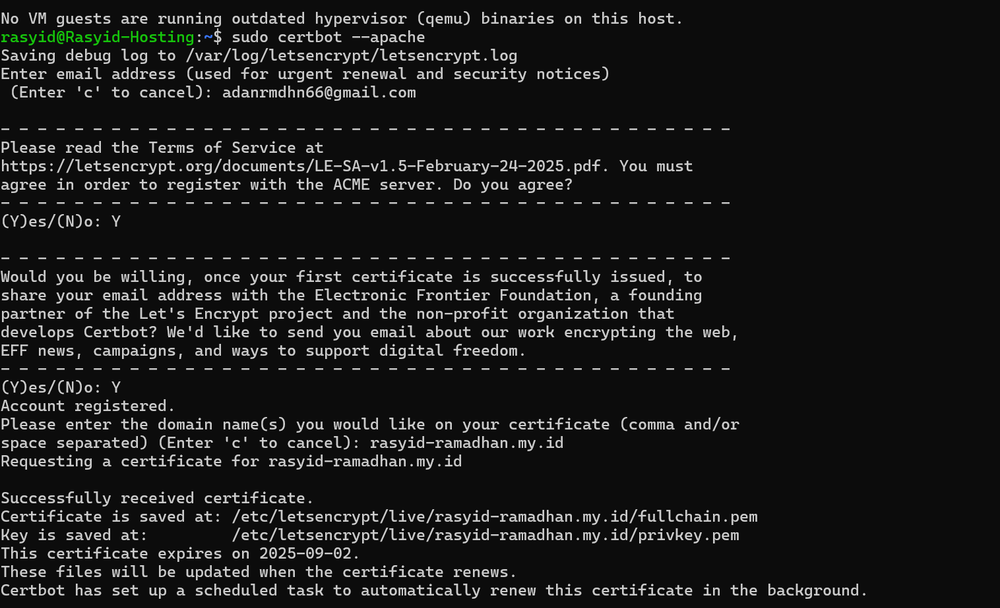 No VM guests are running outdated hypervisor (qemu) binaries on this host.
rasyid@Rasyid-Hosting:~$ sudo certbot --apache
Saving debug log to /var/log/letsencrypt/letsencrypt.log
Enter email address (used for urgent renewal and security notices)
 (Enter 'c' to cancel): adanrmdhn66@gmail.com

- - - - - - - - - - - - - - - - - - - - - - - - - - - - - - - - - - - - - - - -
Please read the Terms of Service at
https://letsencrypt.org/documents/LE-SA-v1.5-February-24-2025.pdf. You must
agree in order to register with the ACME server. Do you agree?
- - - - - - - - - - - - - - - - - - - - - - - - - - - - - - - - - - - - - - - -
(Y)es/(N)o: Y

- - - - - - - - - - - - - - - - - - - - - - - - - - - - - - - - - - - - - - - -
Would you be willing, once your first certificate is successfully issued, to
share your email address with the Electronic Frontier Foundation, a founding
partner of the Let's Encrypt project and the non-profit organization that
develops Certbot? We'd like to send you email about our work encrypting the web,
EFF news, campaigns, and ways to support digital freedom.
- - - - - - - - - - - - - - - - - - - - - - - - - - - - - - - - - - - - - - - -
(Y)es/(N)o: Y
Account registered.
Please enter the domain name(s) you would like on your certificate (comma and/or
space separated) (Enter 'c' to cancel): rasyid-ramadhan.my.id
Requesting a certificate for rasyid-ramadhan.my.id

Successfully received certificate.
Certificate is saved at: /etc/letsencrypt/live/rasyid-ramadhan.my.id/fullchain.pem
Key is saved at:         /etc/letsencrypt/live/rasyid-ramadhan.my.id/privkey.pem
This certificate expires on 2025-09-02.
These files will be updated when the certificate renews.
Certbot has set up a scheduled task to automatically renew this certificate in the background.